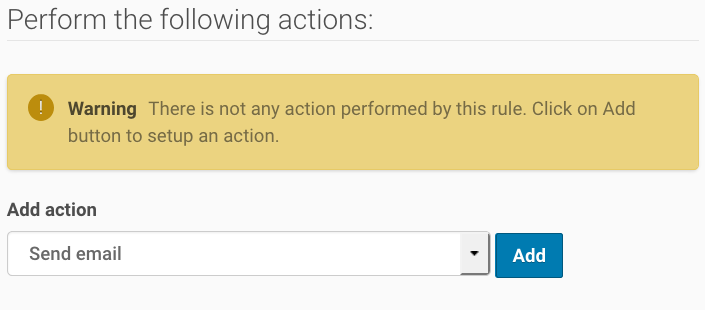 Perform the following actions:
! Warning There is not any action performed by this rule. Click on Add
button to setup an action.
Add action
Send email
Add